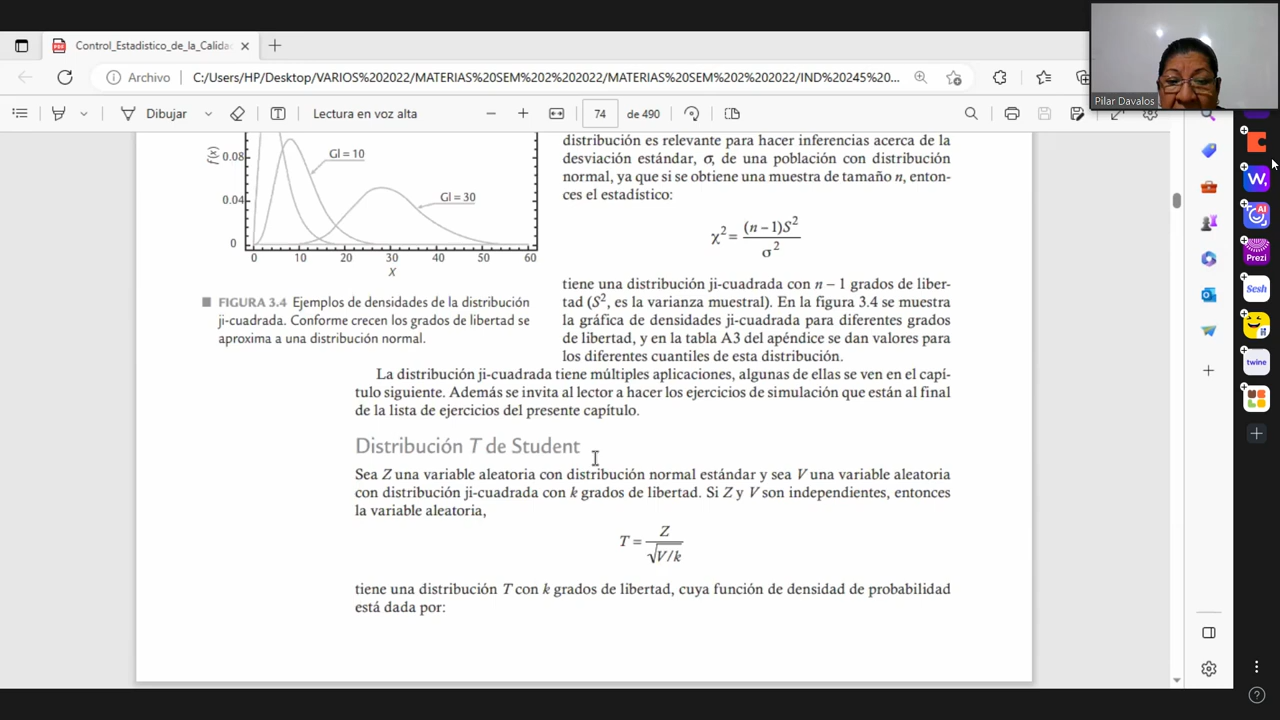 Control_Estadistico_de_la_Calida
Archivo
C:/Users/HP/Desktop/VARIOS%202022/MATERIAS%20SEM%202%202022/MATERIAS%20SEM%202%202022/IND%20245%20...
Pilar Davalos
Dibujar
Lectura en voz alta
74
de 490
f(x)
0.08
0.04
0
Gl = 10
Gl = 30
0 10 20 30 40 50 60
X
FIGURA 3.4 Ejemplos de densidades de la distribución
ji-cuadrada. Conforme crecen los grados de libertad se
aproxima a una distribución normal.
distribución es relevante para hacer inferencias acerca de la
desviación estándar, σ, de una población con distribución
normal, ya que si se obtiene una muestra de tamaño n, enton-
ces el estadístico:
χ² = (n – 1)S² / σ²
tiene una distribución ji-cuadrada con n – 1 grados de liber-
tad (S², es la varianza muestral). En la figura 3.4 se muestra
la gráfica de densidades ji-cuadrada para diferentes grados
de libertad, y en la tabla A3 del apéndice se dan valores para
los diferentes cuantiles de esta distribución.
La distribución ji-cuadrada tiene múltiples aplicaciones, algunas de ellas se ven en el capí-
tulo siguiente. Además se invita al lector a hacer los ejercicios de simulación que están al final
de la lista de ejercicios del presente capítulo.
Distribución T de Student
Sea Z una variable aleatoria con distribución normal estándar y sea V una variable aleatoria
con distribución ji-cuadrada con k grados de libertad. Si Z y V son independientes, entonces
la variable aleatoria,
T = Z / √V/k
tiene una distribución T con k grados de libertad, cuya función de densidad de probabilidad
está dada por:
W
AI
Prezi
Sesh
twine